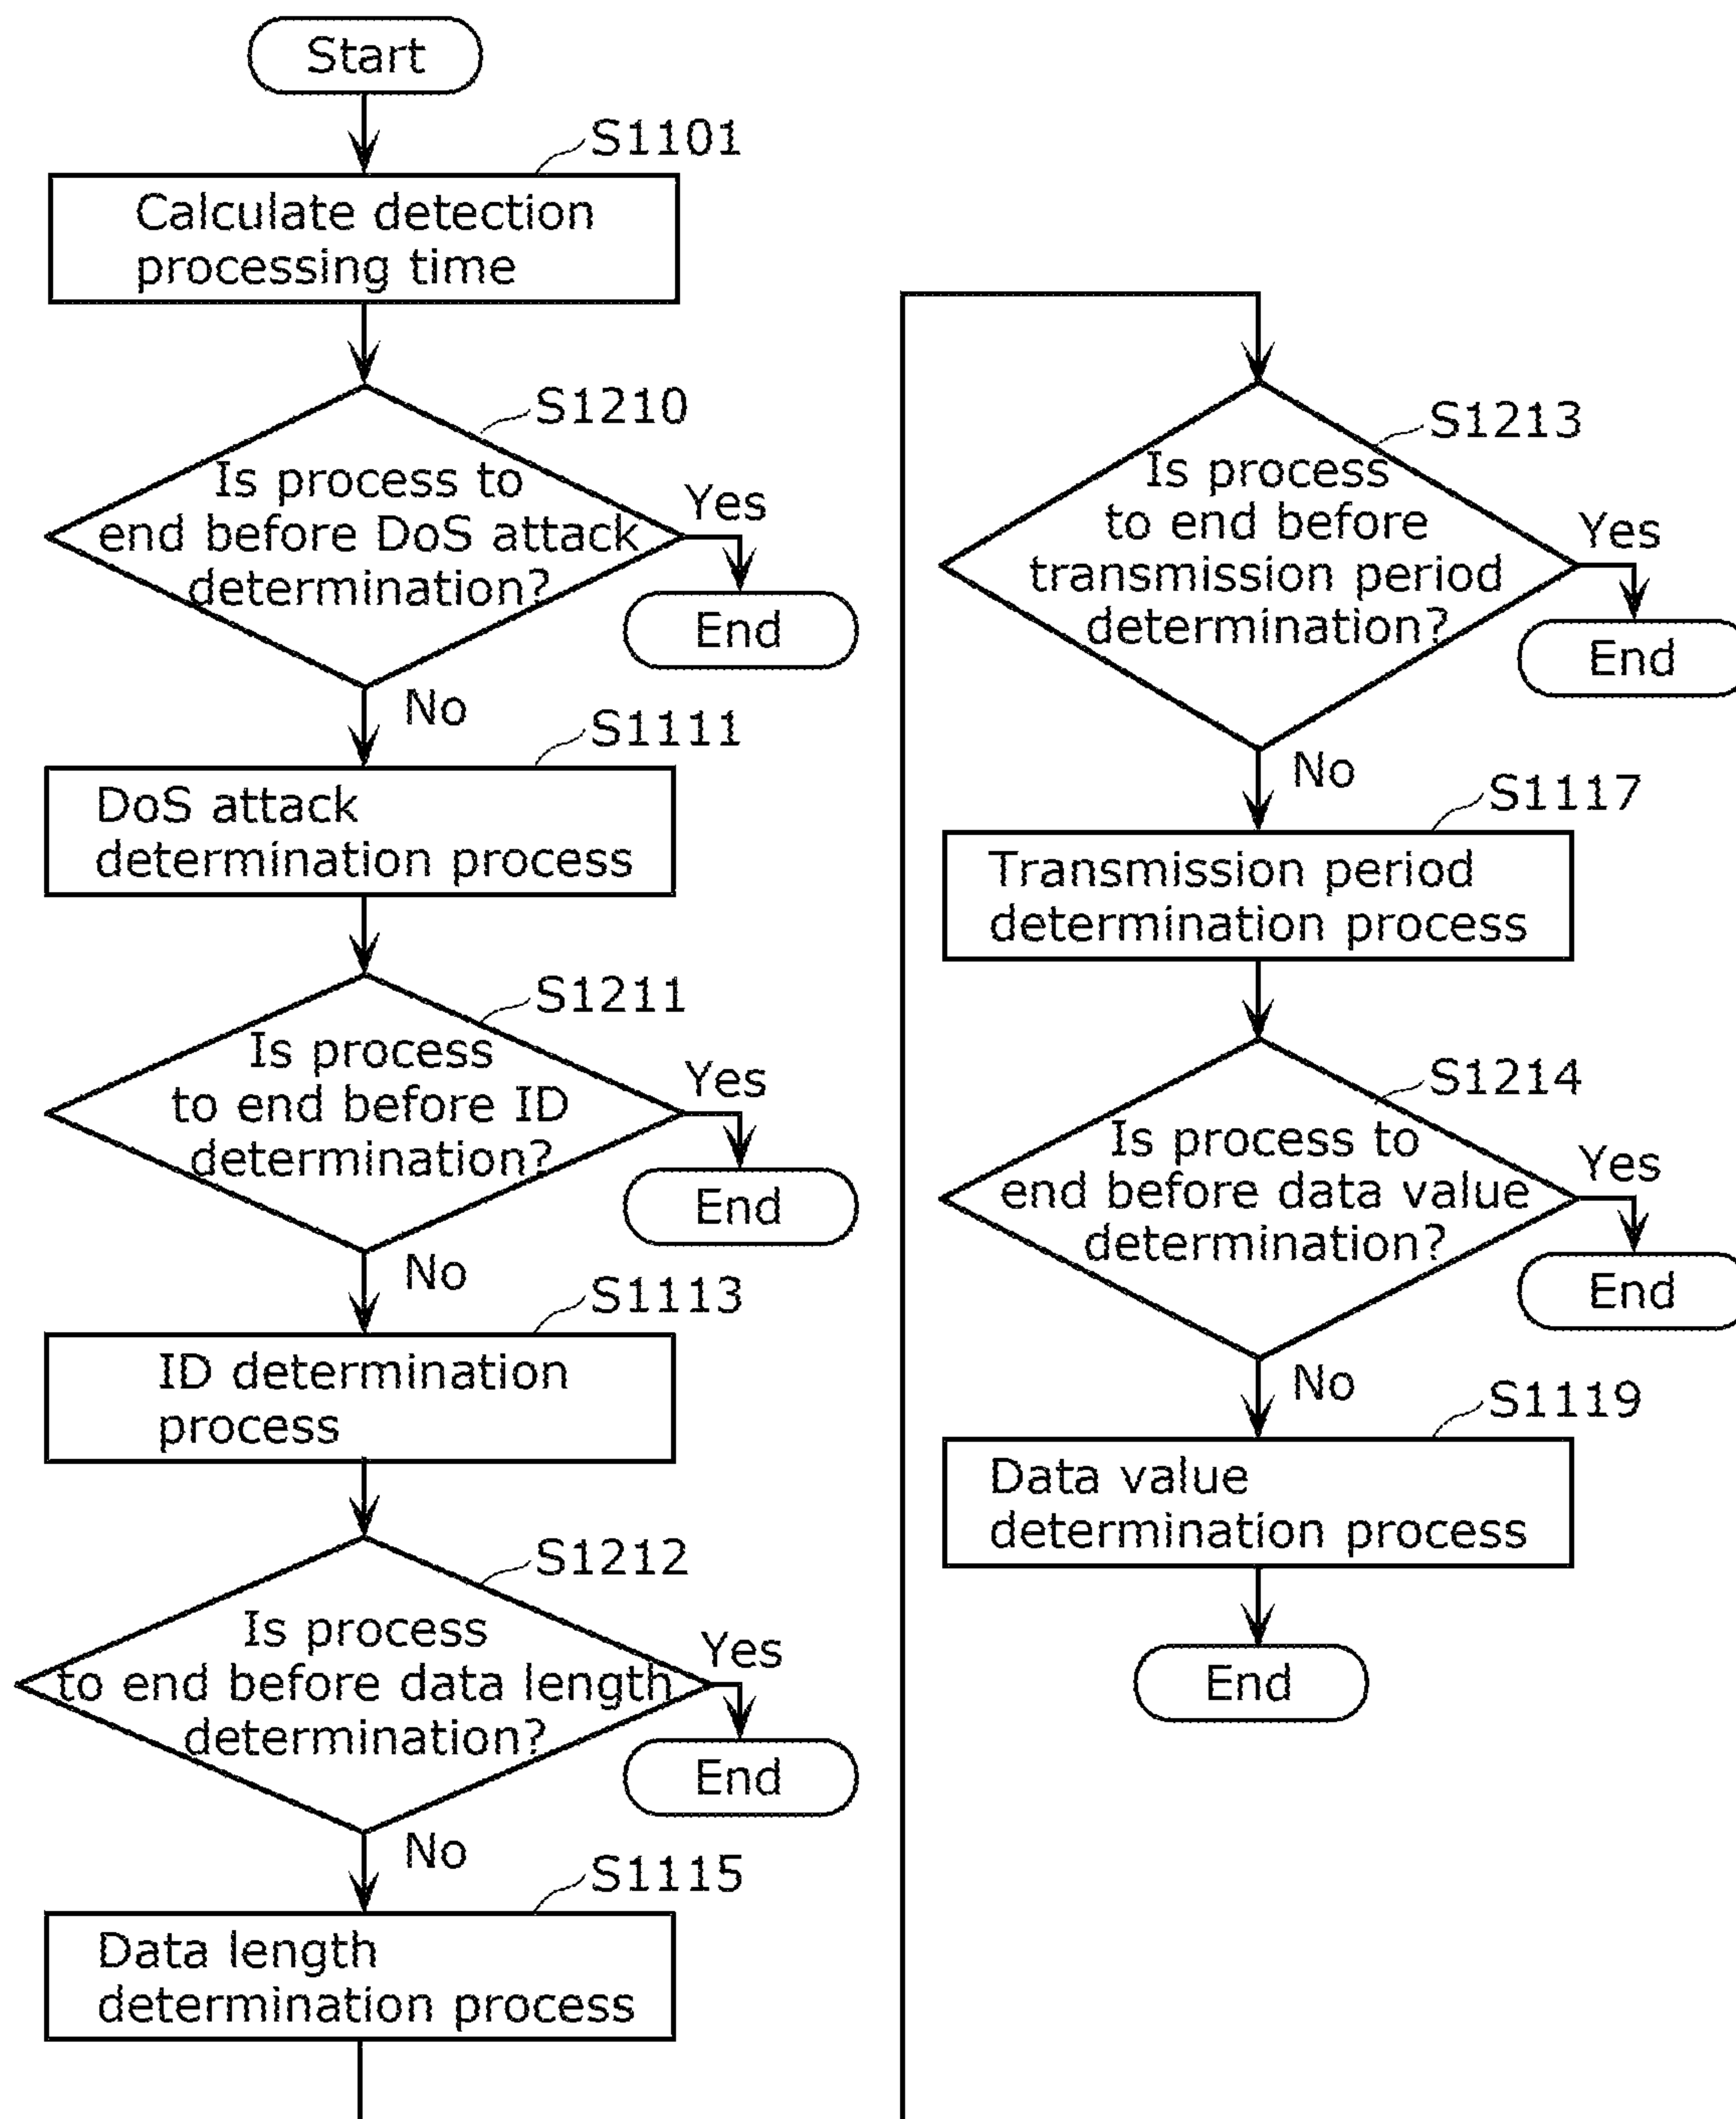 Start
S1101
Calculate detection
processing time
S1210
Is process to
end before DoS attack
determination?
Yes
End
No
S1111
DoS attack
determination process
S1211
Is process
to end before ID
determination?
Yes
End
No
S1113
ID determination
process
S1212
Is process
to end before data length
determination?
Yes
End
No
S1115
Data length
determination process
S1213
Is process
to end before
transmission period
determination?
Yes
End
No
S1117
Transmission period
determination process
S1214
Is process to
end before data value
determination?
Yes
End
No
S1119
Data value
determination process
End